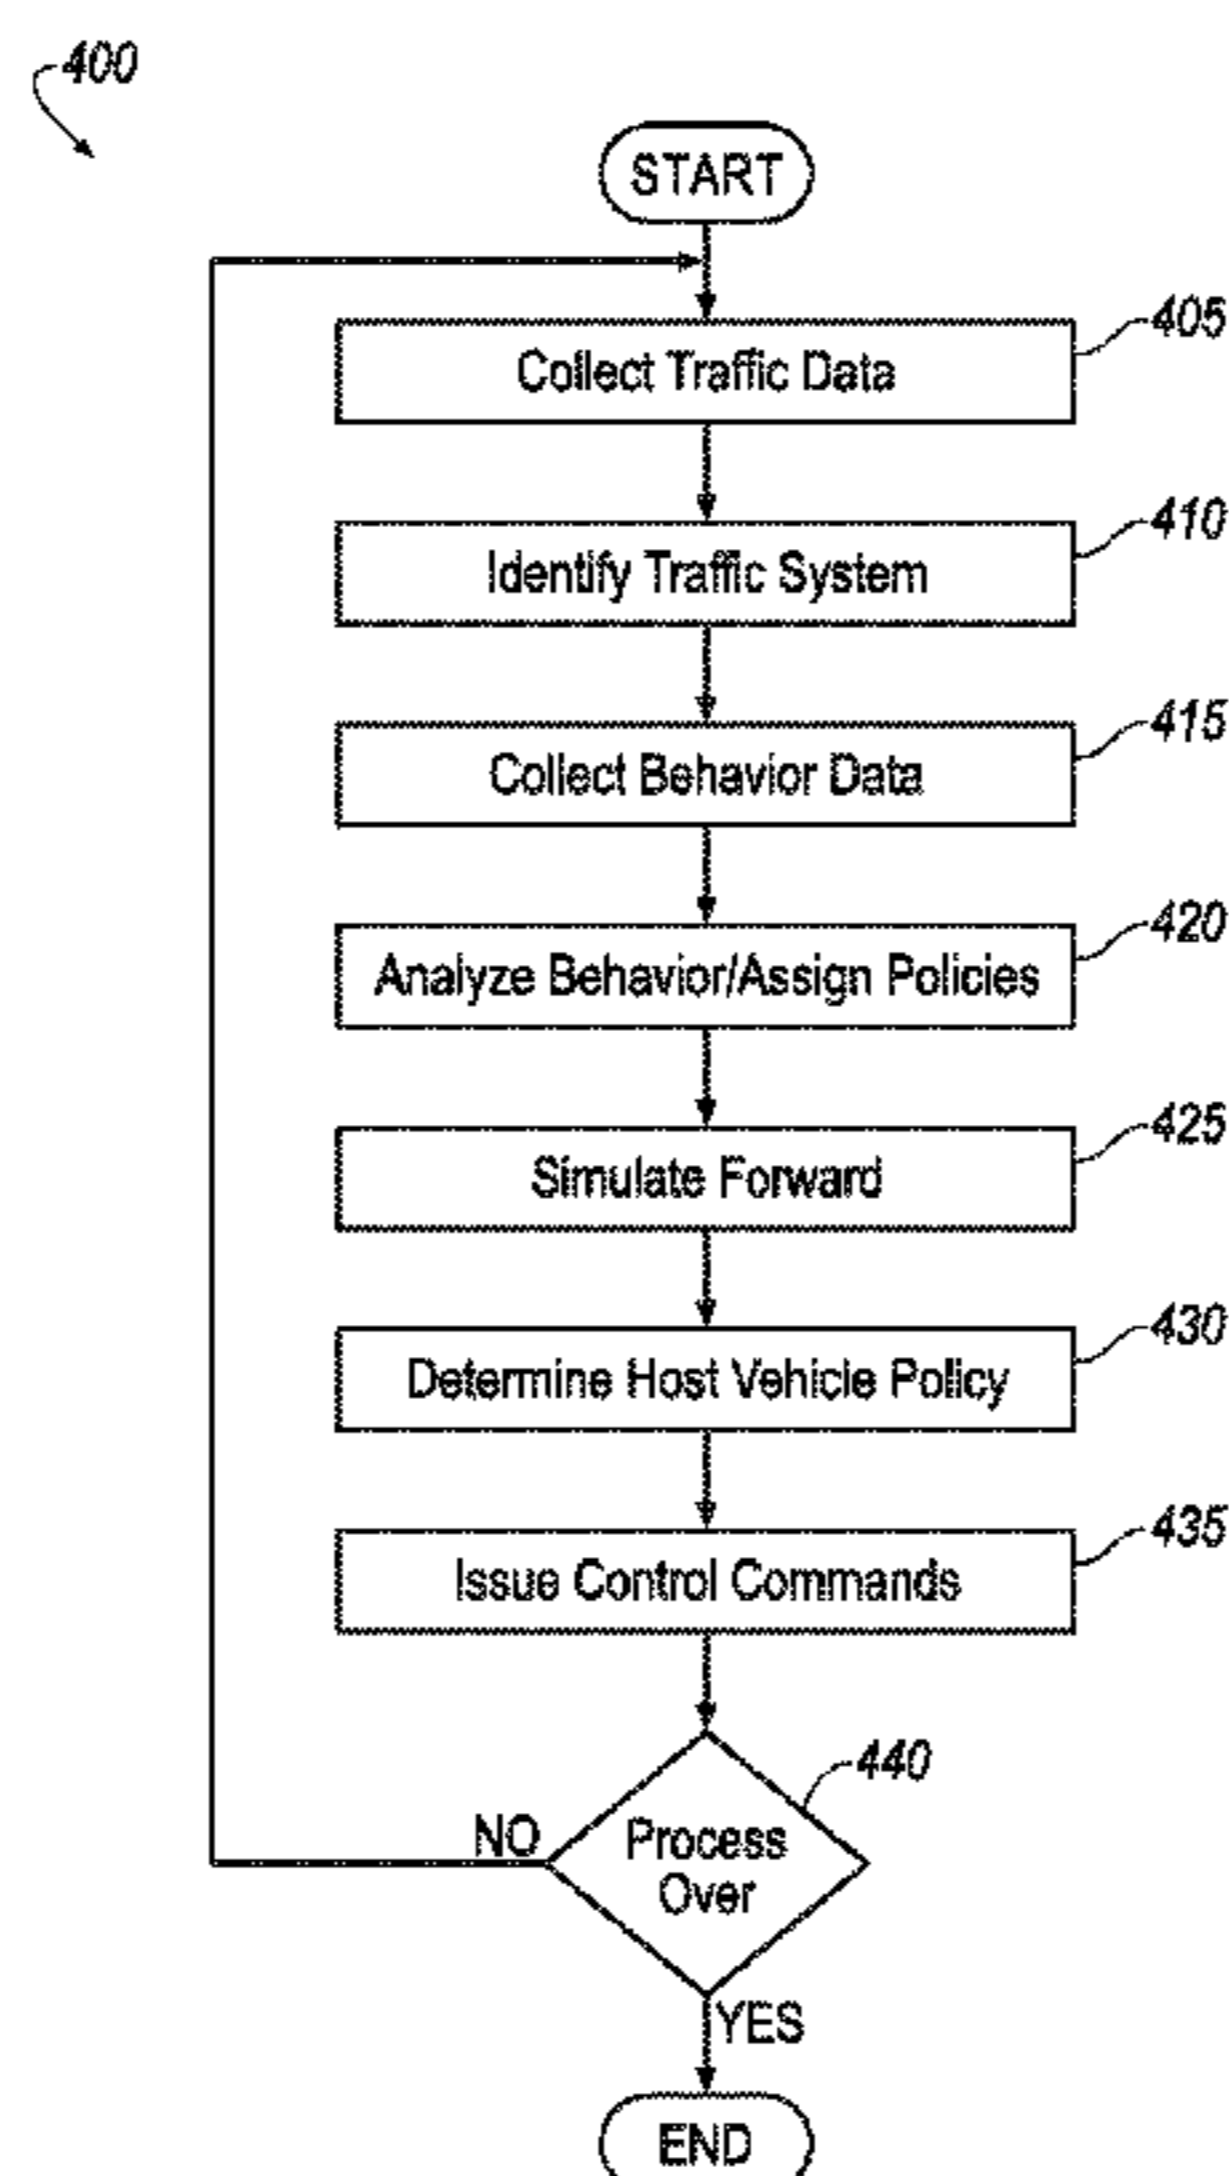 400
START
405
Collect Traffic Data
410
Identify Traffic System
415
Collect Behavior Data
420
Analyze Behavior/Assign Policies
425
Simulate Forward
430
Determine Host Vehicle Policy
435
Issue Control Commands
440
Process
Over
NO
YES
END